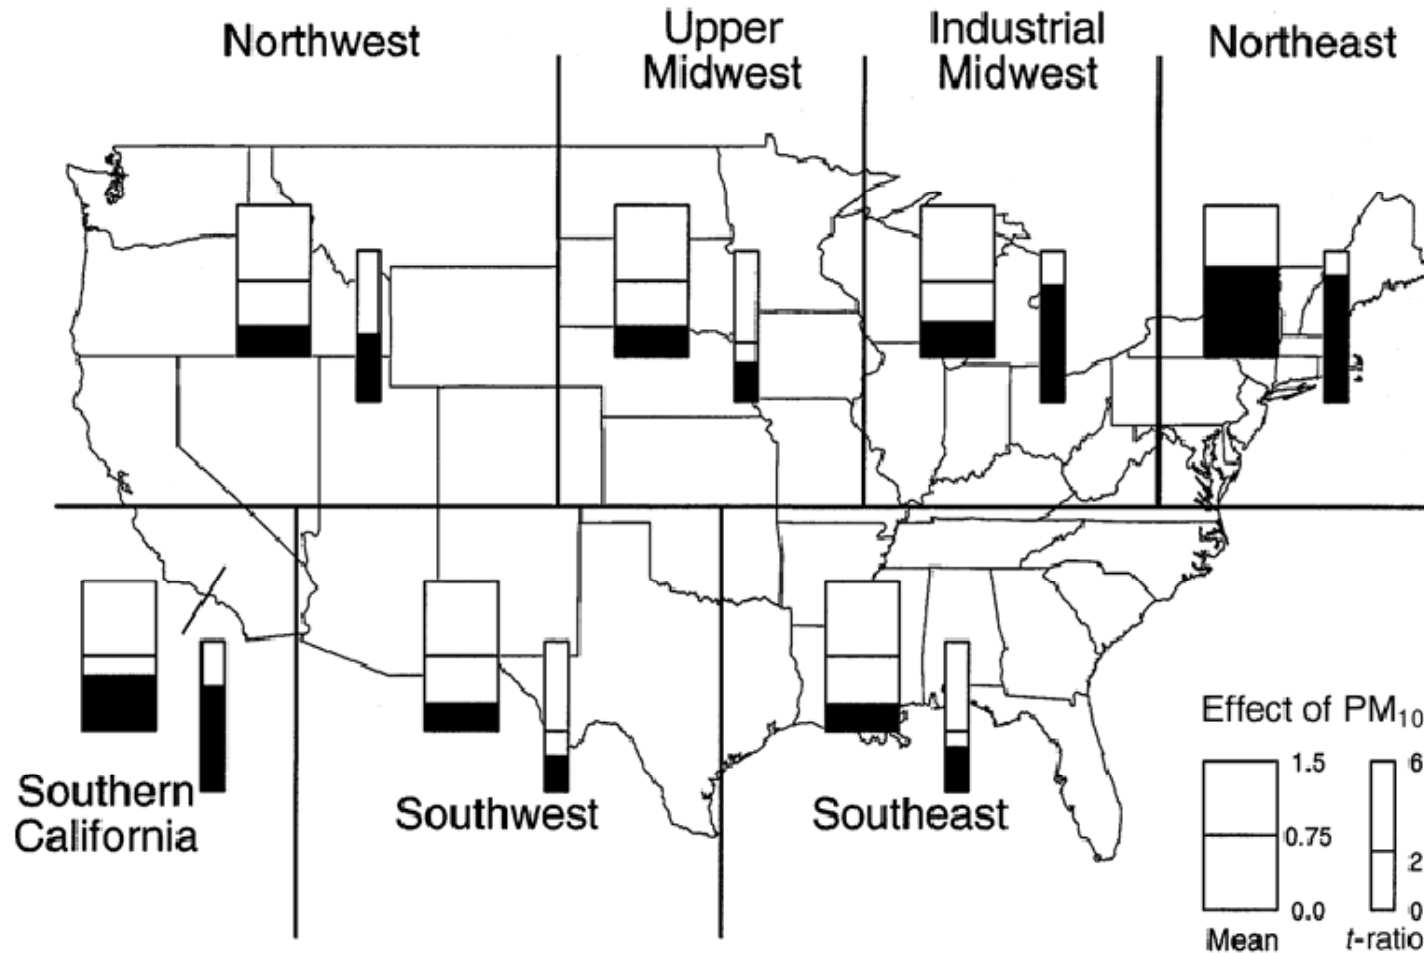 Northwest
Upper
Midwest
Industrial
Midwest
Northeast
Southern
California
Southwest
Southeast
Effect of PM10
1.5
6
0.75
2
0.0
0
Mean
t-ratio